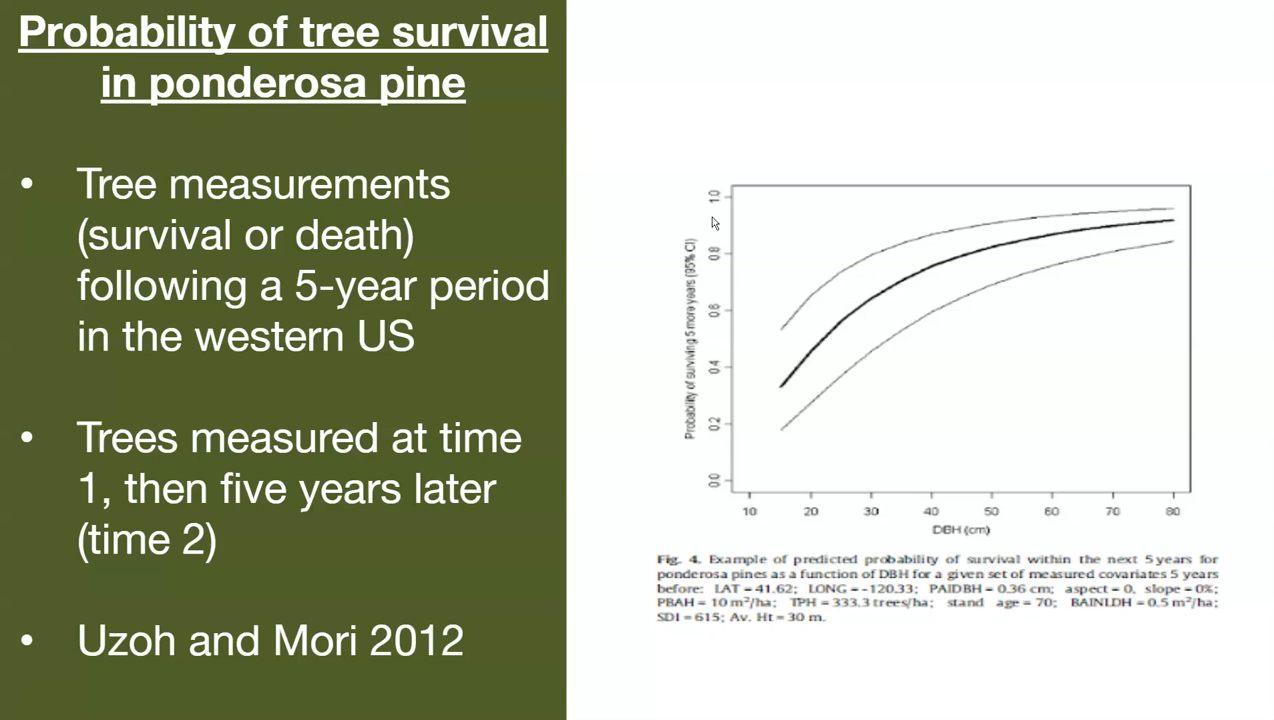 Probability of tree survival
in ponderosa pine
• Tree measurements
(survival or death)
following a 5-year period
in the western US
• Trees measured at time
1, then five years later
(time 2)
• Uzoh and Mori 2012
Probability of surviving 5 more years (95% CI)
1.0
0.8
0.6
0.4
0.2
0.0
10 20 30 40 50 60 70 80
DBH (cm)
Fig. 4. Example of predicted probability of survival within the next 5 years for
ponderosa pines as a function of DBH for a given set of measured covariates 5 years
before: LAT = 41.62; LONG = -120.33; PAIDBH = 0.36 cm; aspect = 0, slope = 0%;
PBAH = 10 m²/ha; TPH = 333.3 trees/ha; stand age = 70; BAINLDH = 0.5 m²/ha;
SDI = 615; Av. Ht = 30 m.